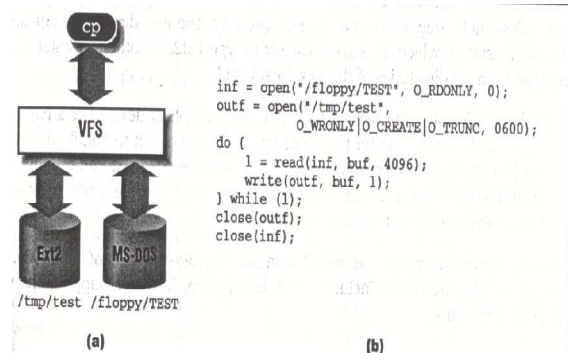 cp
VFS
Ext2 MS-DOS
/tmp/test /floppy/TEST
(a)
inf = open("/floppy/TEST", O_RDONLY, 0);
outf = open("/tmp/test",
O_WRONLY|O_CREATE|O_TRUNC, 0600);
do {
l = read(inf, buf, 4096);
write(outf, buf, l);
} while (l);
close(outf);
close(inf);
(b)